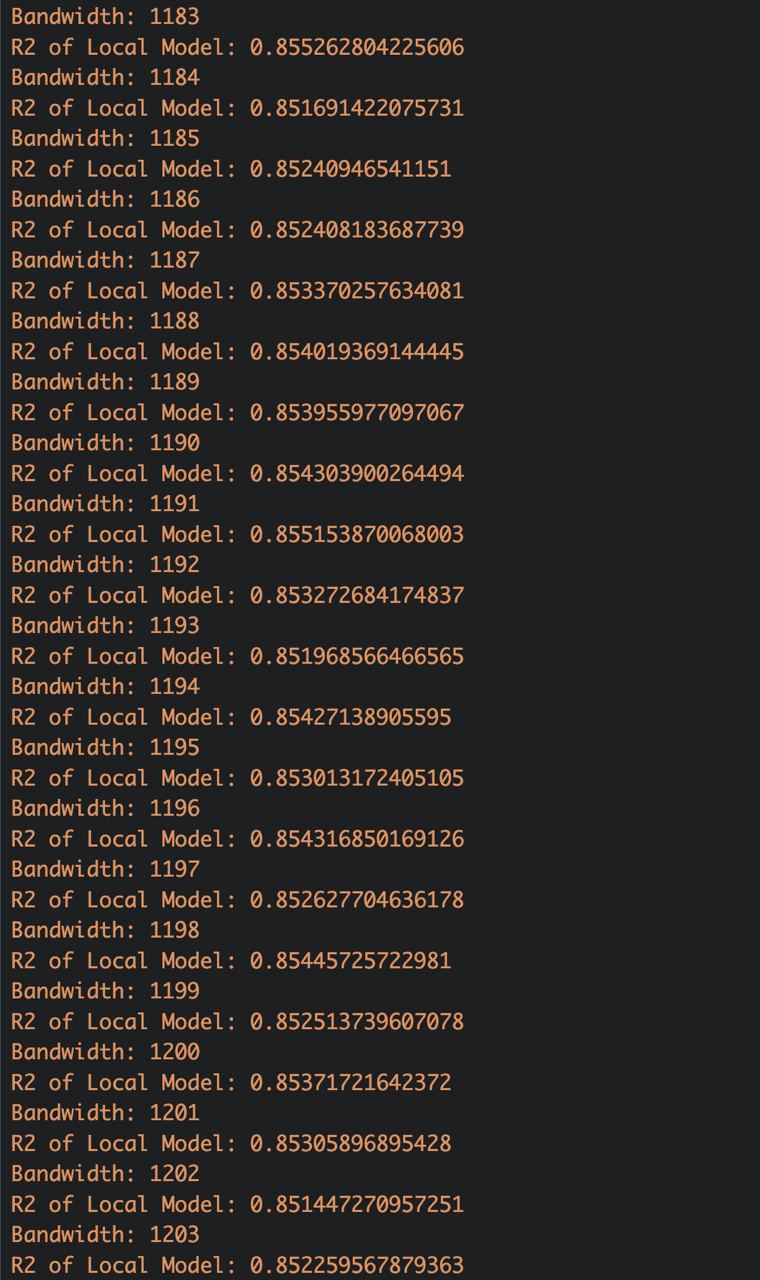 Bandwidth: 1183
R2 of Local Model: 0.855262804225606
Bandwidth: 1184
R2 of Local Model: 0.851691422075731
Bandwidth: 1185
R2 of Local Model: 0.85240946541151
Bandwidth: 1186
R2 of Local Model: 0.852408183687739
Bandwidth: 1187
R2 of Local Model: 0.853370257634081
Bandwidth: 1188
R2 of Local Model: 0.854019369144445
Bandwidth: 1189
R2 of Local Model: 0.853955977097067
Bandwidth: 1190
R2 of Local Model: 0.854303900264494
Bandwidth: 1191
R2 of Local Model: 0.855153870068003
Bandwidth: 1192
R2 of Local Model: 0.853272684174837
Bandwidth: 1193
R2 of Local Model: 0.851968566466565
Bandwidth: 1194
R2 of Local Model: 0.85427138905595
Bandwidth: 1195
R2 of Local Model: 0.853013172405105
Bandwidth: 1196
R2 of Local Model: 0.854316850169126
Bandwidth: 1197
R2 of Local Model: 0.852627704636178
Bandwidth: 1198
R2 of Local Model: 0.85445725722981
Bandwidth: 1199
R2 of Local Model: 0.852513739607078
Bandwidth: 1200
R2 of Local Model: 0.85371721642372
Bandwidth: 1201
R2 of Local Model: 0.85305896895428
Bandwidth: 1202
R2 of Local Model: 0.851447270957251
Bandwidth: 1203
R2 of Local Model: 0.852259567879363